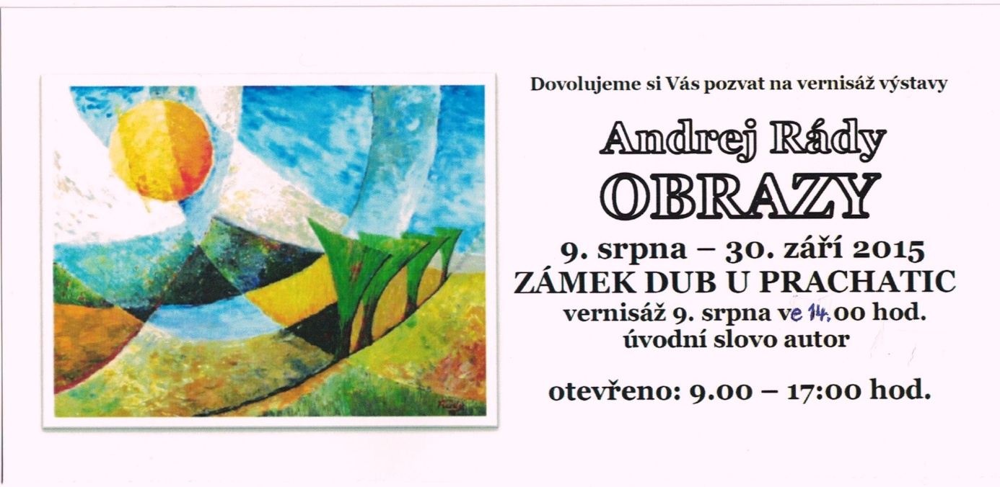 Dovolujeme si Vás pozvat na vernisáž výstavy
Andrej Rády
OBRAZY
9. srpna – 30. září 2015
ZÁMEK DUB U PRACHATIC
vernisáž 9. srpna ve 14.00 hod.
úvodní slovo autor
otevřeno: 9.00 – 17:00 hod.